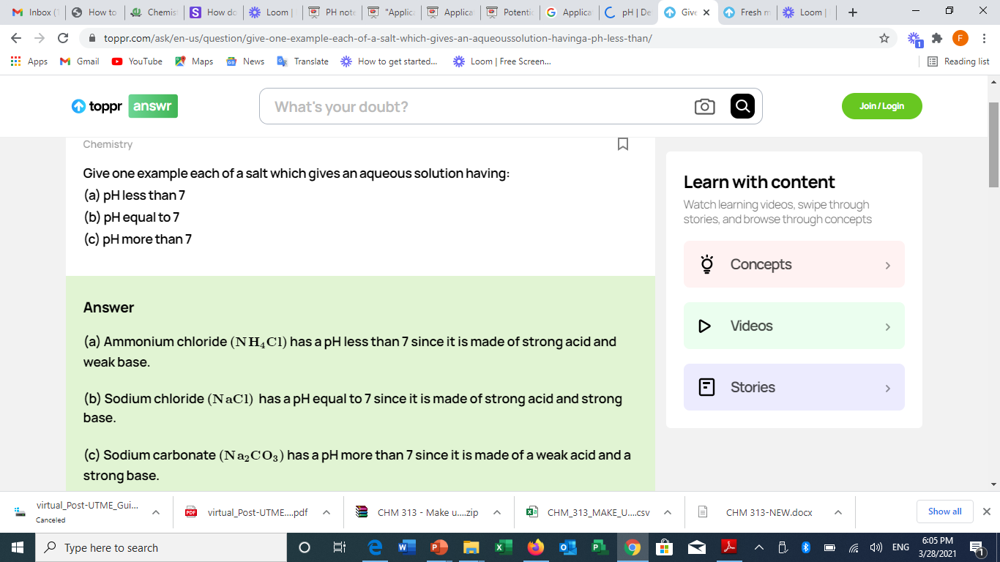 Inbox (
How to
Chemis
How do
Loom |
PH note
"Applica
Applica
Potentic
Applica
pH | De
Give
Fresh m
Loom |
toppr.com/ask/en-us/question/give-one-example-each-of-a-salt-which-gives-an-aqueoussolution-havinga-ph-less-than/
1
F
Apps
Gmail
YouTube
Maps
News
Translate
How to get started...
Loom | Free Screen...
Reading list
toppr answr
What's your doubt?
Join / Login
Chemistry
Give one example each of a salt which gives an aqueous solution having:
(a) pH less than 7
(b) pH equal to 7
(c) pH more than 7
Answer
(a) Ammonium chloride (NH₄Cl) has a pH less than 7 since it is made of strong acid and
weak base.
(b) Sodium chloride (NaCl) has a pH equal to 7 since it is made of strong acid and strong
base.
(c) Sodium carbonate (Na₂CO₃) has a pH more than 7 since it is made of a weak acid and a
strong base.
Learn with content
Watch learning videos, swipe through
stories, and browse through concepts
Concepts
Videos
Stories
virtual_Post-UTME_Gui...
Canceled
virtual_Post-UTME....pdf
CHM 313 - Make u....zip
CHM_313_MAKE_U....csv
CHM 313-NEW.docx
Show all
Type here to search
ENG
6:05 PM
3/28/2021
1